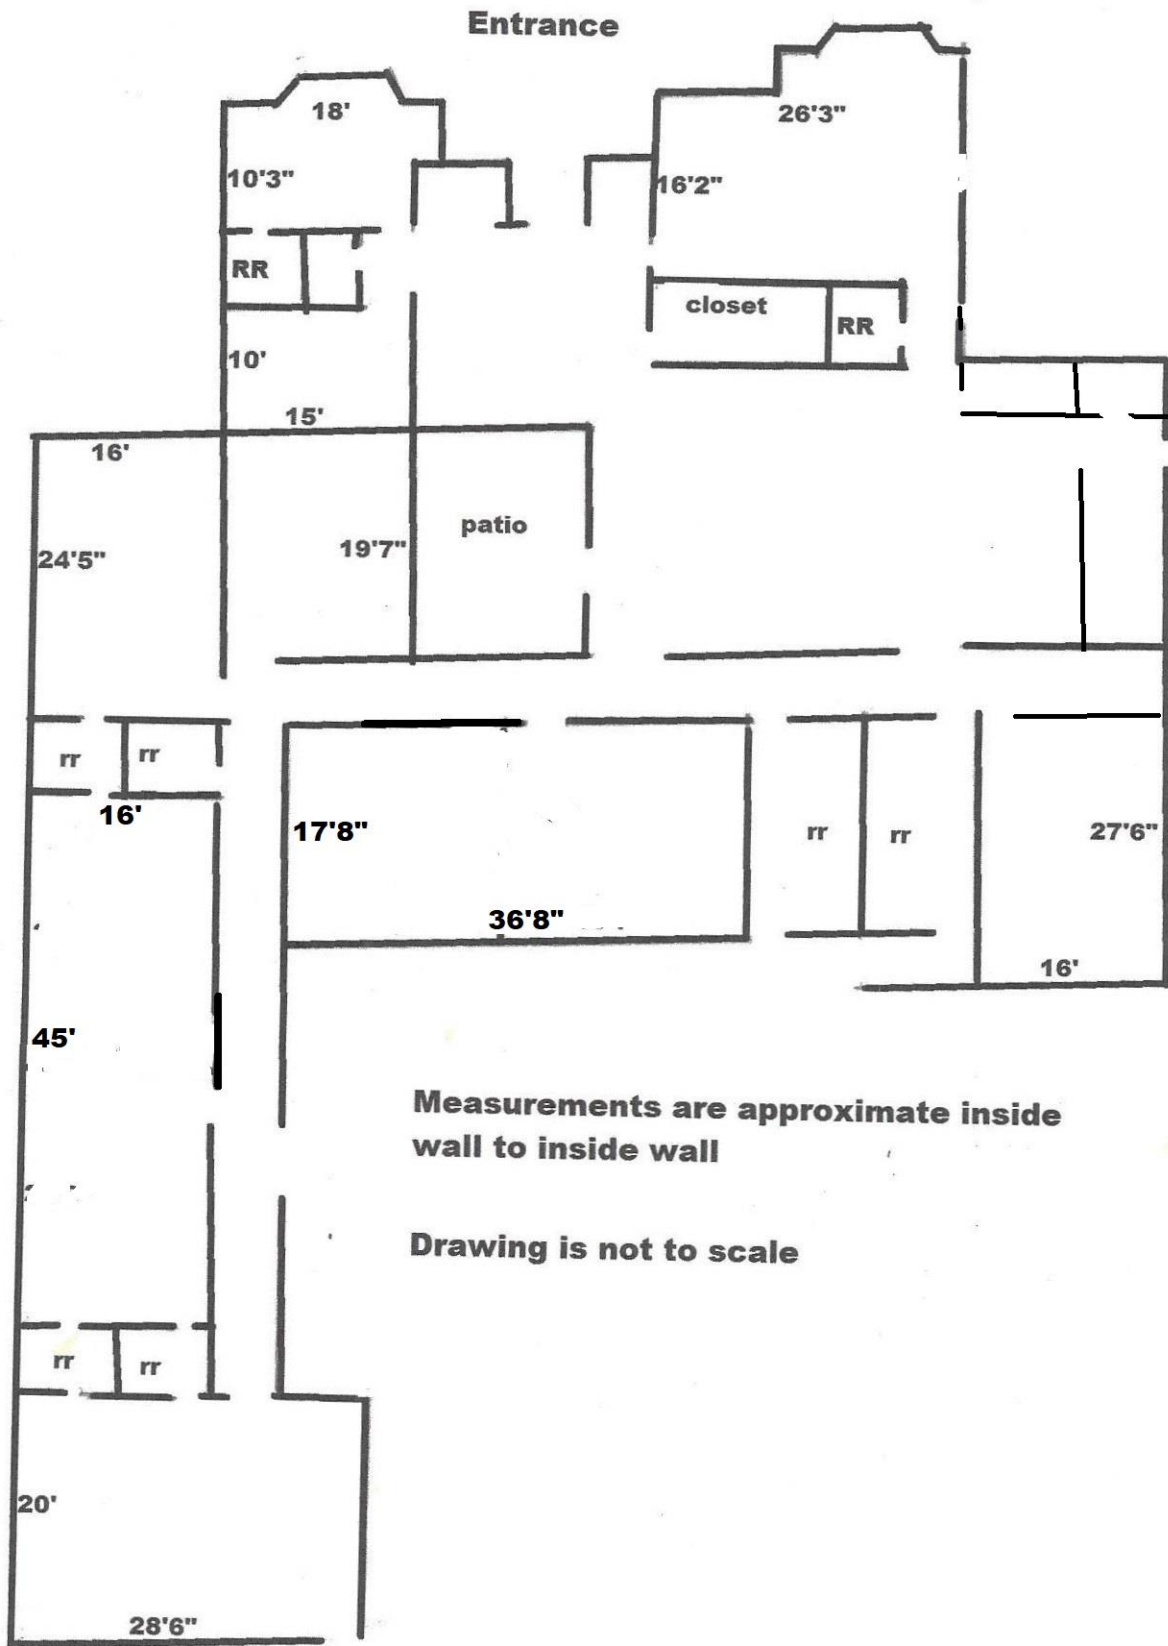 Entrance
18'
26'3"
10'3"
16'2"
RR
closet
RR
10'
15'
16'
patio
24'5"
19'7"
rr
rr
16'
17'8"
rr
rr
27'6"
36'8"
16'
45'
Measurements are approximate inside
wall to inside wall
Drawing is not to scale
rr
rr
20'
28'6"